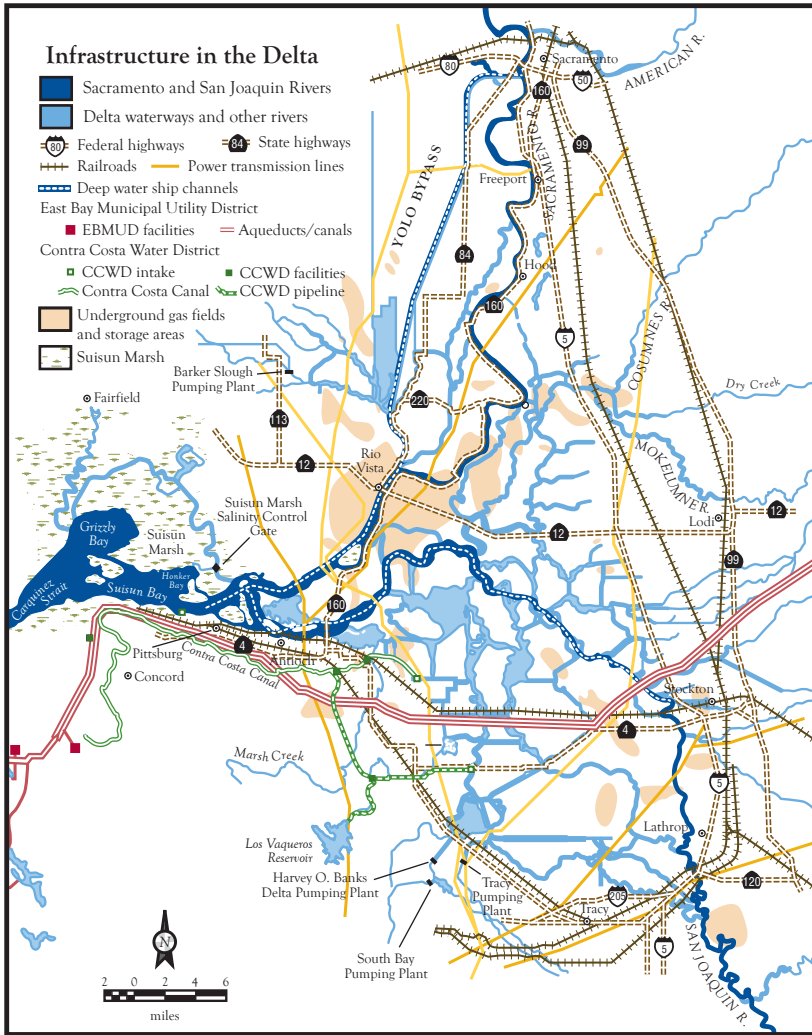 Infrastructure in the Delta
Sacramento and San Joaquin Rivers
Delta waterways and other rivers
80 Federal highways 84 State highways
Railroads Power transmission lines
Deep water ship channels
East Bay Municipal Utility District
EBMUD facilities Aqueducts/canals
Contra Costa Water District
CCWD intake CCWD facilities
Contra Costa Canal CCWD pipeline
Underground gas fields
and storage areas
Suisun Marsh
80
Sacramento
50
AMERICAN R.
160
99
SACRAMENTO R.
YOLO BYPASS
Freeport
84
Hood
160
5
COSUMNES R.
Barker Slough
Pumping Plant
Dry Creek
Fairfield
220
113
MOKELUMNE R.
12
Rio
Vista
Lodi
12
Suisun Marsh
Salinity Control
Gate
12
Grizzly
Bay
Suisun
Marsh
99
Honker
Bay
Suisun Bay
Carquinez
Strait
160
Pittsburg
4
Antioch
Contra Costa Canal
Concord
Stockton
4
Marsh Creek
5
Los Vaqueros
Reservoir
Lathrop
Harvey O. Banks
Delta Pumping Plant
Tracy
Pumping
Plant
120
205
Tracy
South Bay
Pumping Plant
5
SAN JOAQUIN R.
N
2 0 2 4 6
miles